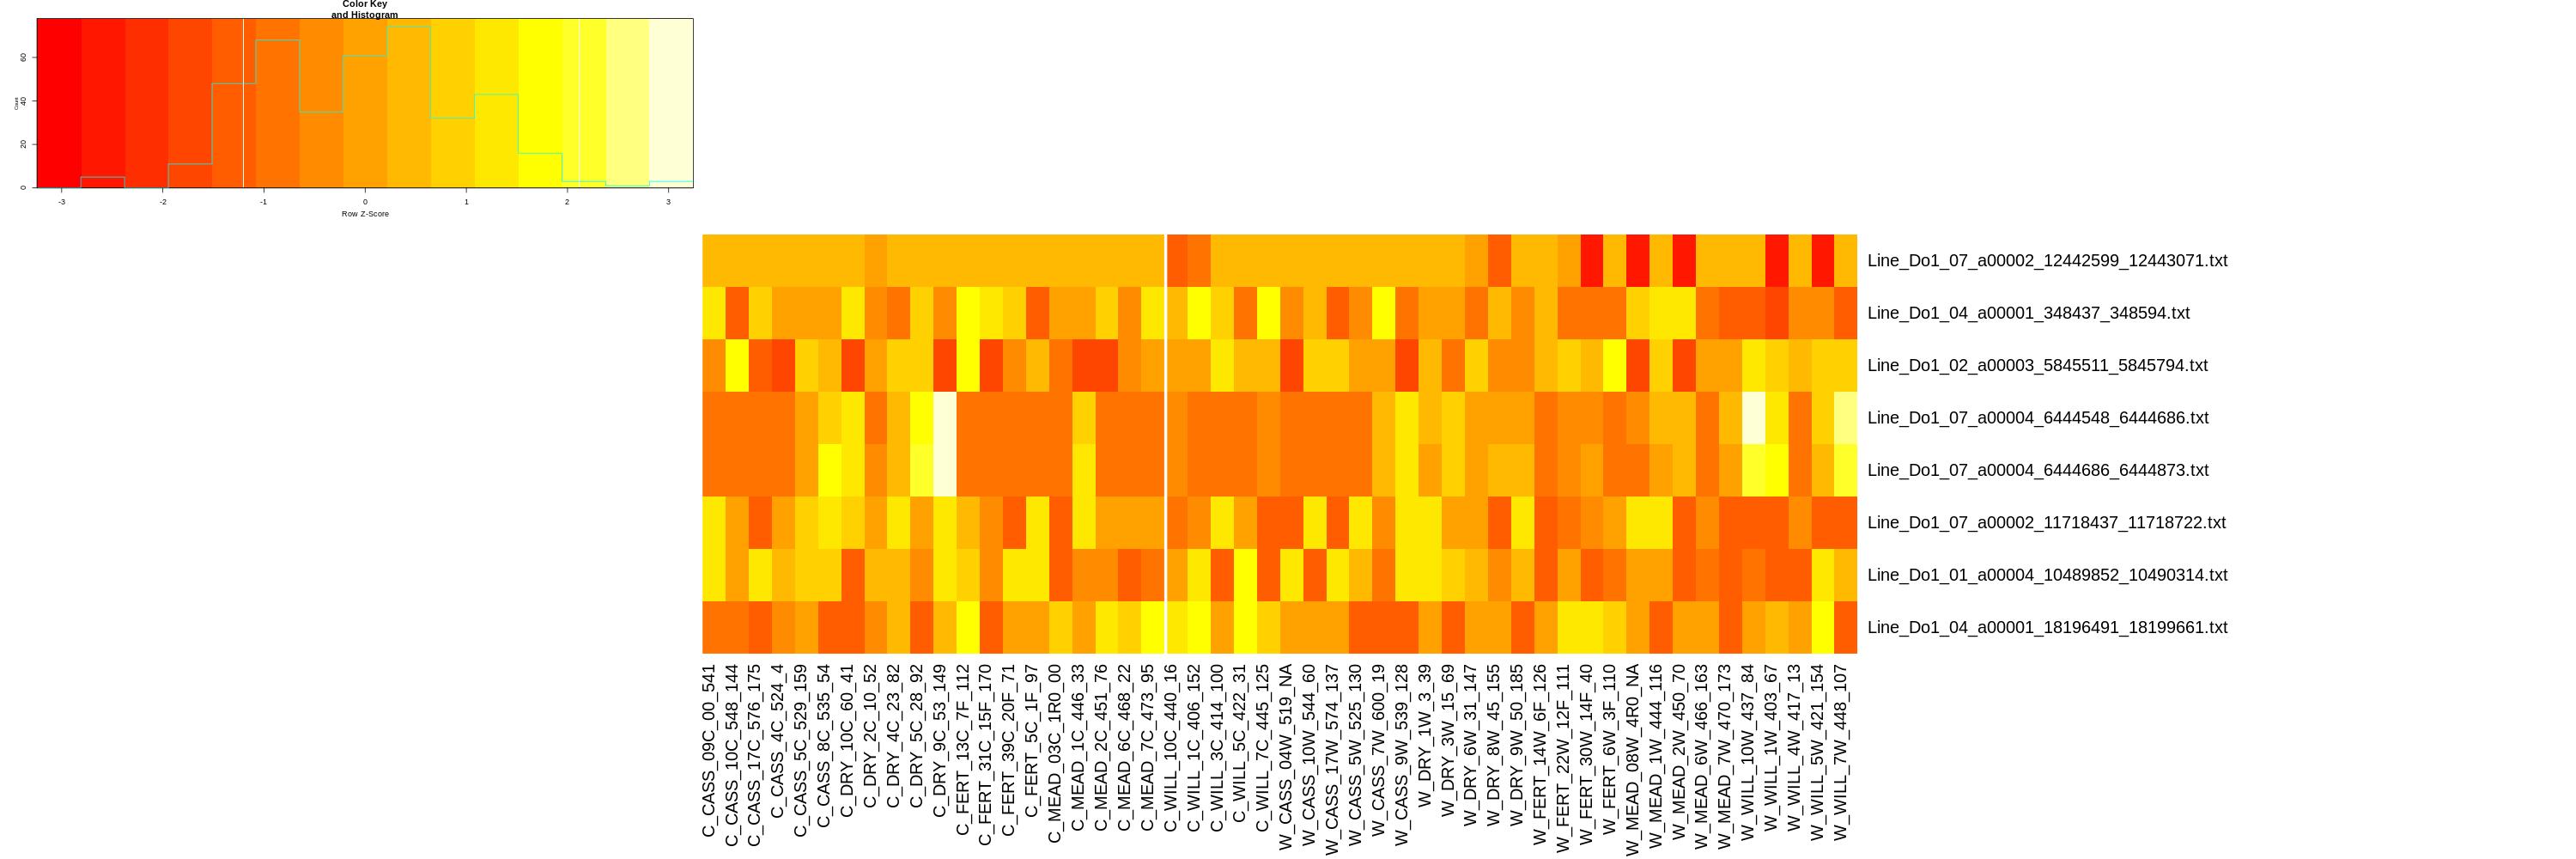 Color Key
and Histogram
Count
0
20
40
60
-3
-2
-1
0
1
2
3
Row Z-Score
Line_Do1_07_a00002_12442599_12443071.txt
Line_Do1_04_a00001_348437_348594.txt
Line_Do1_02_a00003_5845511_5845794.txt
Line_Do1_07_a00004_6444548_6444686.txt
Line_Do1_07_a00004_6444686_6444873.txt
Line_Do1_07_a00002_11718437_11718722.txt
Line_Do1_01_a00004_10489852_10490314.txt
Line_Do1_04_a00001_18196491_18199661.txt
C_CASS_09C_00_541
C_CASS_10C_548_144
C_CASS_17C_576_175
C_CASS_4C_524_4
C_CASS_5C_529_159
C_CASS_8C_535_54
C_DRY_10C_60_41
C_DRY_2C_10_52
C_DRY_4C_23_82
C_DRY_5C_28_92
C_DRY_9C_53_149
C_FERT_13C_7F_112
C_FERT_31C_15F_170
C_FERT_39C_20F_71
C_FERT_5C_1F_97
C_MEAD_03C_1R0_00
C_MEAD_1C_446_33
C_MEAD_2C_451_76
C_MEAD_6C_468_22
C_MEAD_7C_473_95
C_WILL_10C_440_16
C_WILL_1C_406_152
C_WILL_3C_414_100
C_WILL_5C_422_31
C_WILL_7C_445_125
W_CASS_04W_519_NA
W_CASS_10W_544_60
W_CASS_17W_574_137
W_CASS_5W_525_130
W_CASS_7W_600_19
W_CASS_9W_539_128
W_DRY_1W_3_39
W_DRY_3W_15_69
W_DRY_6W_31_147
W_DRY_8W_45_155
W_DRY_9W_50_185
W_FERT_14W_6F_126
W_FERT_22W_12F_111
W_FERT_30W_14F_40
W_FERT_6W_3F_110
W_MEAD_08W_4R0_NA
W_MEAD_1W_444_116
W_MEAD_2W_450_70
W_MEAD_6W_466_163
W_MEAD_7W_470_173
W_WILL_10W_437_84
W_WILL_1W_403_67
W_WILL_4W_417_13
W_WILL_5W_421_154
W_WILL_7W_448_107